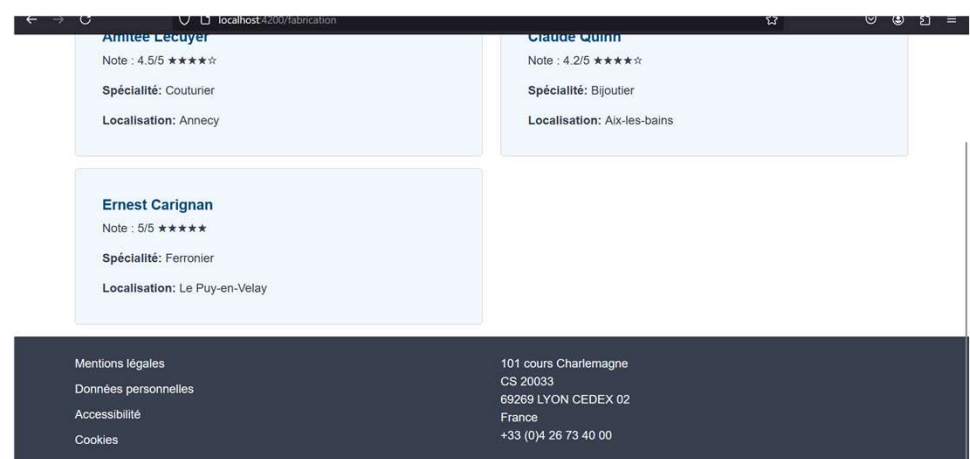 localhost:4200/fabrication
Amitee Lecuyer
Note : 4.5/5 ★★★★☆
Spécialité: Couturier
Localisation: Annecy
Claude Quinn
Note : 4.2/5 ★★★★☆
Spécialité: Bijoutier
Localisation: Aix-les-bains
Ernest Carignan
Note : 5/5 ★★★★★
Spécialité: Ferronier
Localisation: Le Puy-en-Velay
Mentions légales
Données personnelles
Accessibilité
Cookies
101 cours Charlemagne
CS 20033
69269 LYON CEDEX 02
France
+33 (0)4 26 73 40 00